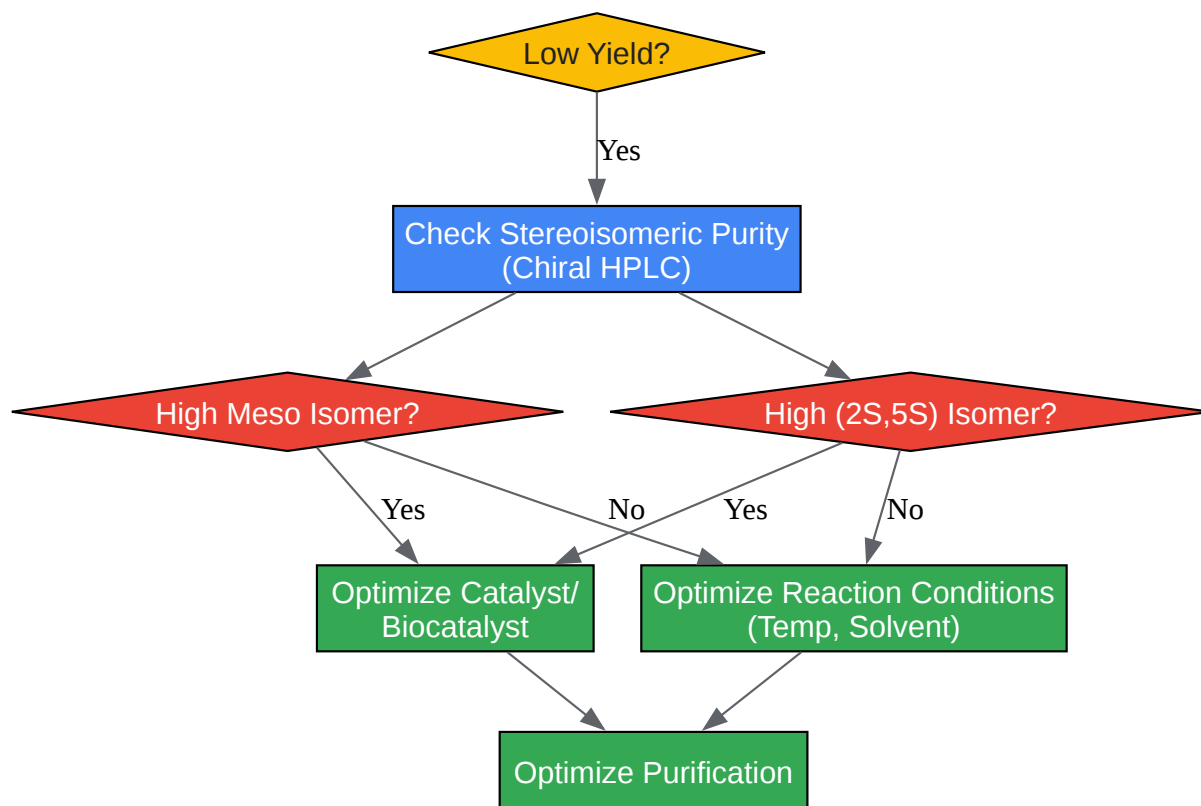 Low Yield?
Yes
Check Stereoisomeric Purity
(Chiral HPLC)
High Meso Isomer?
High (2S,5S) Isomer?
Yes
No
Yes
No
Optimize Catalyst/
Biocatalyst
Optimize Reaction Conditions
(Temp, Solvent)
Optimize Purification